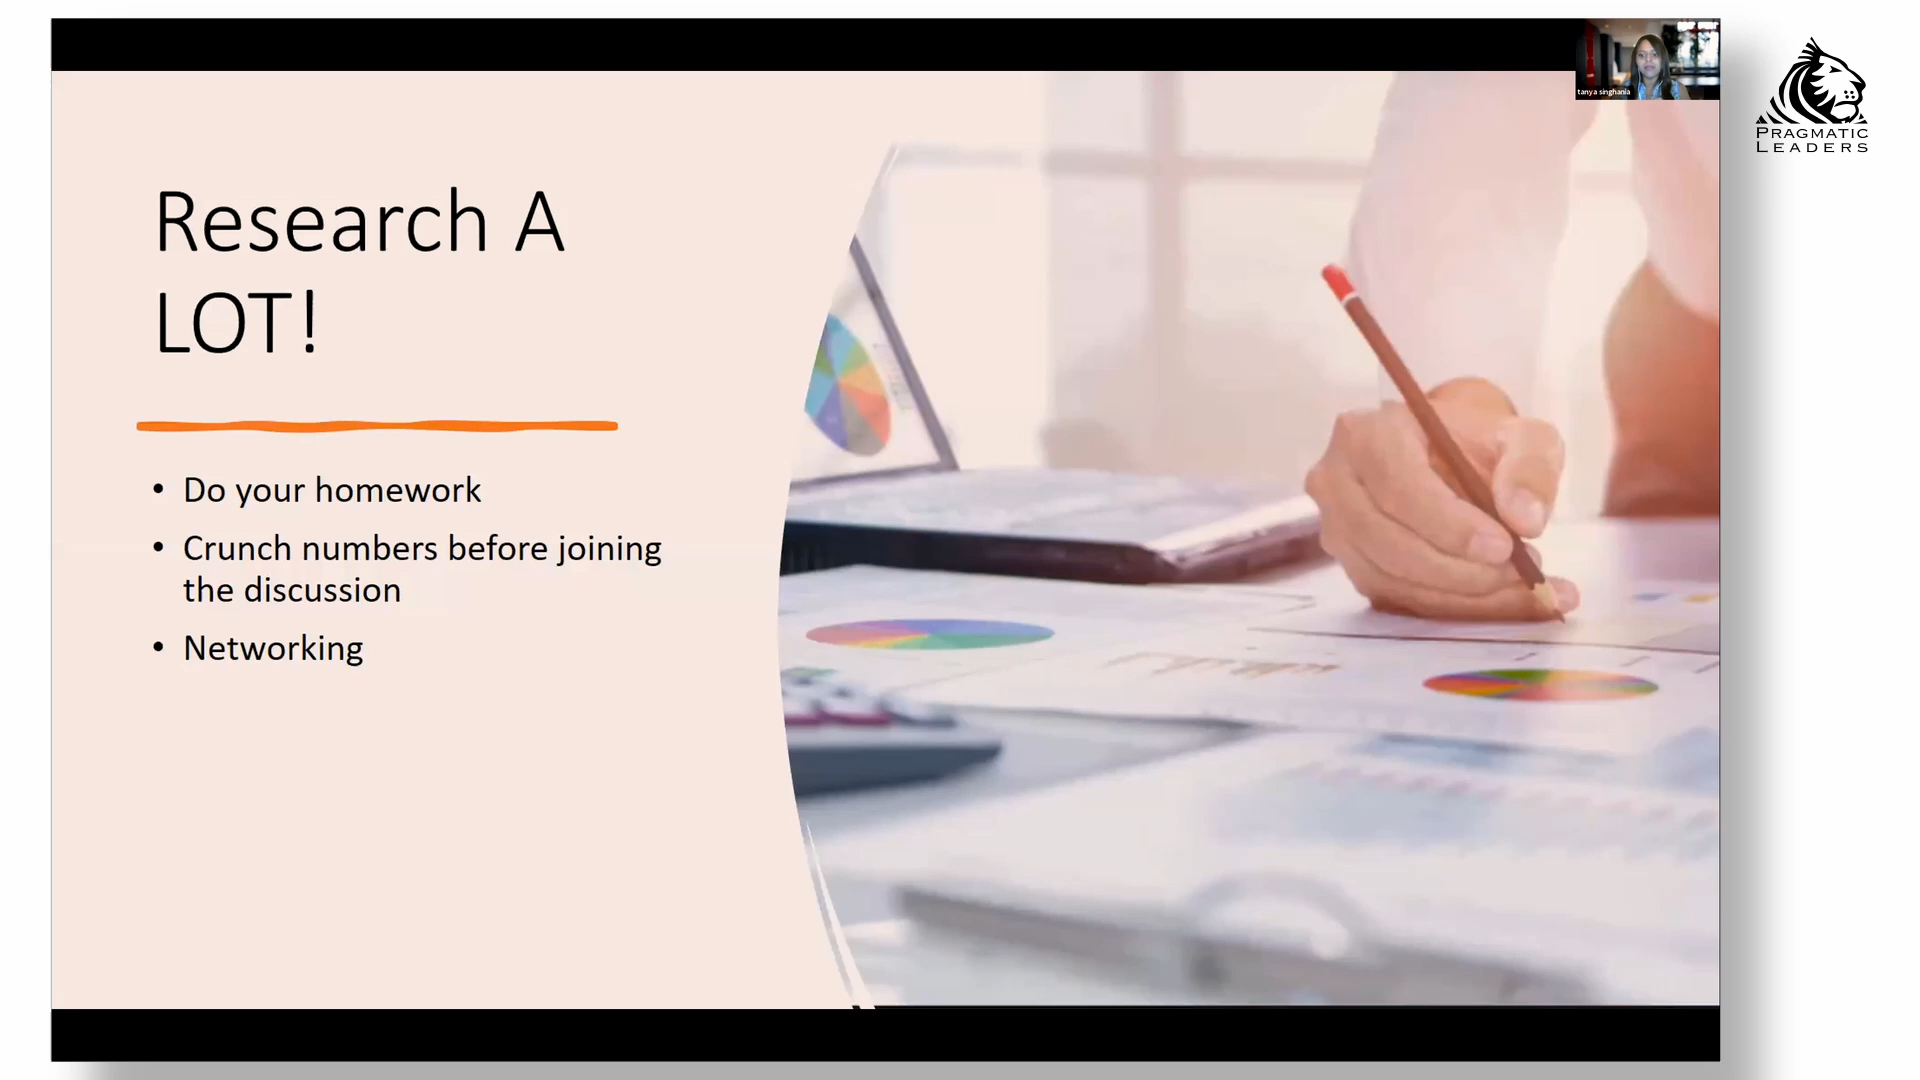 tanya singhania
PRAGMATIC
LEADERS
Research A
LOT!
• Do your homework
• Crunch numbers before joining
the discussion
• Networking